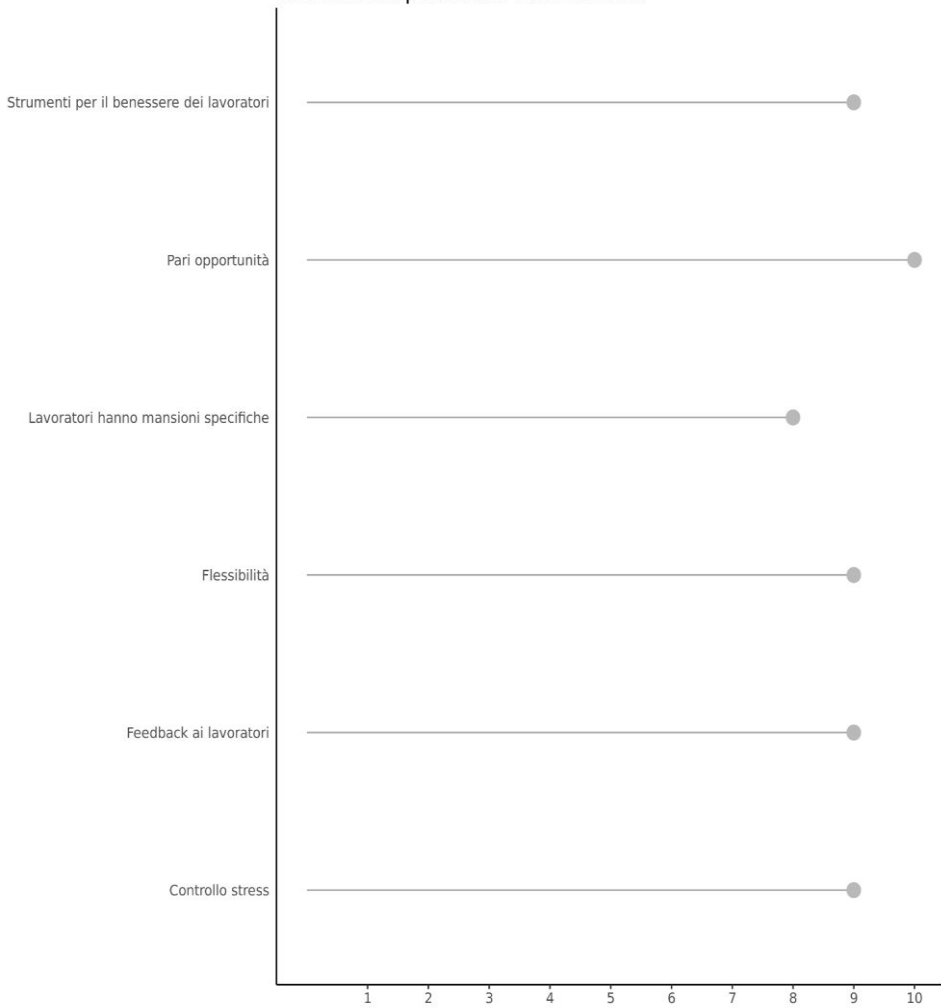 Strumenti per il benessere dei lavoratori
Pari opportunità
Lavoratori hanno mansioni specifiche
Flessibilità
Feedback ai lavoratori
Controllo stress
1 2 3 4 5 6 7 8 9 10